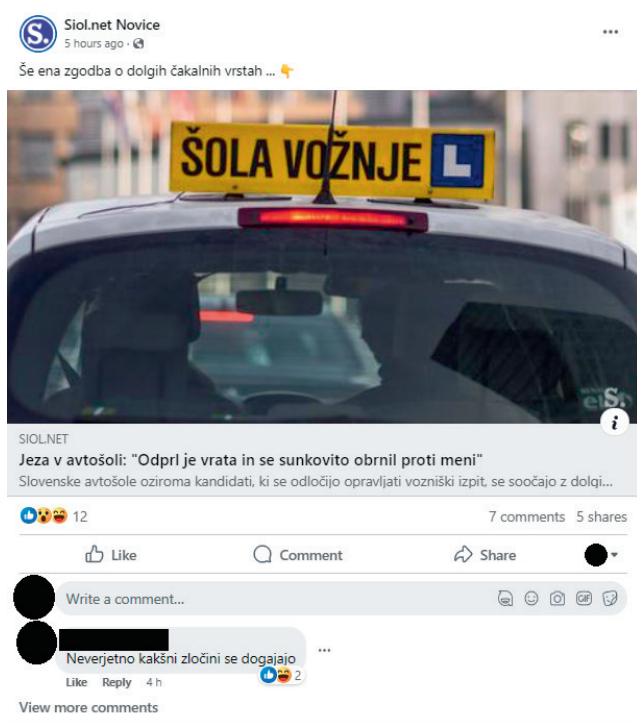 Siol.net Novice
5 hours ago ·
Še ena zgodba o dolgih čakalnih vrstah ...
ŠOLA VOŽNJE L
SIOL.NET
Jeza v avtošoli: "Odprl je vrata in se sunkovito obrnil proti meni"
Slovenske avtošole oziroma kandidati, ki se odločijo opravljati vozniški izpit, se soočajo z dolgi...
12
7 comments 5 shares
Like Comment Share
Write a comment...
GIF
Neverjetno kakšni zločini se dogajajo
2
Like Reply 4 h
View more comments